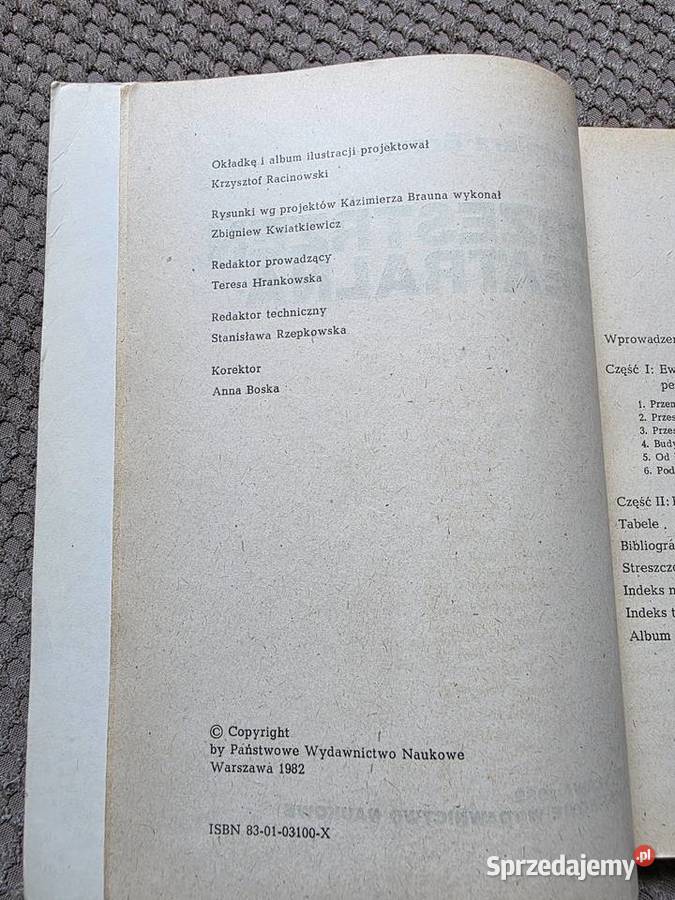 Okładkę i album ilustracji projektował
Krzysztof Racinowski
Rysunki wg projektów Kazimierza Brauna wykonał
Zbigniew Kwiatkiewicz
Redaktor prowadzący
Teresa Hrankowska
Redaktor techniczny
Stanisława Rzepkowska
Korektor
Anna Boska
© Copyright
by Państwowe Wydawnictwo Naukowe
Warszawa 1982
ISBN 83-01-03100-X
Wprowadzen
Część I: Ew
pe
1. Przem
2. Przes
3. Przes
4. Budy
5. Od
6. Pod
Część II:
Tabele .
Bibliogra
Streszczo
Indeks n
Indeks t
Album
Sprzedajemy.pl